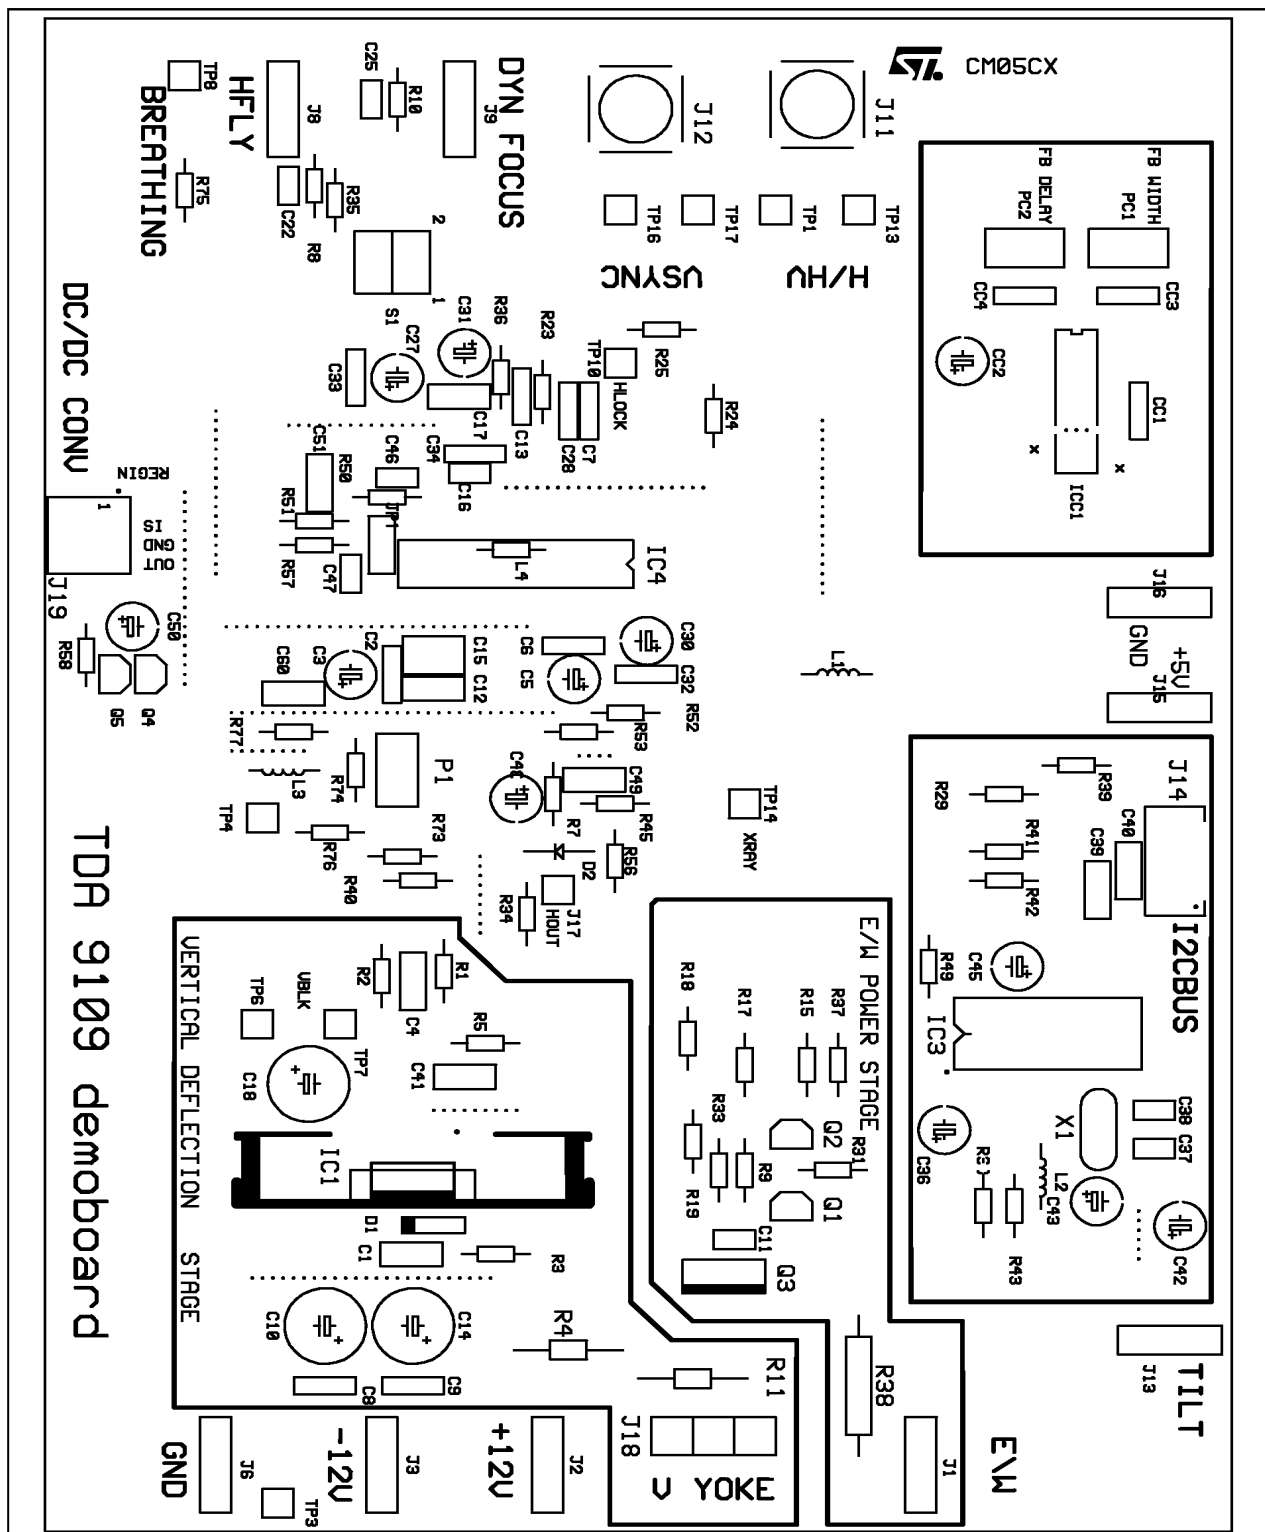 CM05CX
TP8
BREATHING
HFLY
J8
C25
R10
J9
DYN FOCUS
J12
J11
R75
C22
R8
R35
2
1
S1
TP16
TP17
TP1
TP13
VSYNC
H/HV
FB DELAY
PC2
FB WIDTH
PC1
CC4
CC3
CC2
CC1
x
x
ICC1
DC/DC CONV
C33
C27
C31
R36
R23
TP10
HLOCK
R25
R24
C17
C13
C28
C7
C51
R50
C46
C34
C16
REGIN
1
IS
GND
OUT
J19
R51
R57
JP1
C47
L4
IC4
J16
GND
+5V
J15
R58
C50
Q5
Q4
C60
C3
C2
C15
C12
C6
C5
C30
C32
L1
R52
R53
R77
L3
R74
P1
TP4
R76
R73
R40
C49
R7
R45
D2
R56
TP14
XRAY
R34
J17
HOUT
R29
R39
J14
R41
R42
C39
C40
I2CBUS
R49
C45
IC3
TDA 9109 demoboard
VERTICAL DEFLECTION STAGE
TP6
VBLK
TP7
R2
C4
R1
R5
C18
C41
IC1
D1
C1
R3
C10
C14
C8
C9
R4
R11
E/W POWER STAGE
R18
R17
R15
R37
R33
Q2
R31
R19
R9
Q1
C11
Q3
R38
C36
X1
C38
C37
L2
C43
R43
C42
J13
TILT
GND
J6
TP3
-12V
J3
+12V
J2
J18
V YOKE
J1
E/W